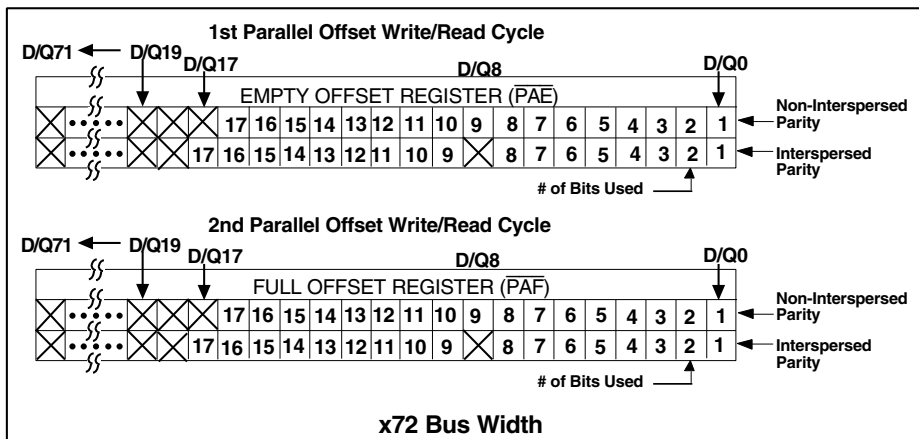 1st Parallel Offset Write/Read Cycle
D/Q71 D/Q19 D/Q17 D/Q8 D/Q0
EMPTY OFFSET REGISTER (PAE)
17 16 15 14 13 12 11 10 9 8 7 6 5 4 3 2 1 Non-Interspersed Parity
17 16 15 14 13 12 11 10 9 8 7 6 5 4 3 2 1 Interspersed Parity
# of Bits Used
2nd Parallel Offset Write/Read Cycle
D/Q71 D/Q19 D/Q17 D/Q8 D/Q0
FULL OFFSET REGISTER (PAF)
17 16 15 14 13 12 11 10 9 8 7 6 5 4 3 2 1 Non-Interspersed Parity
17 16 15 14 13 12 11 10 9 8 7 6 5 4 3 2 1 Interspersed Parity
# of Bits Used
x72 Bus Width